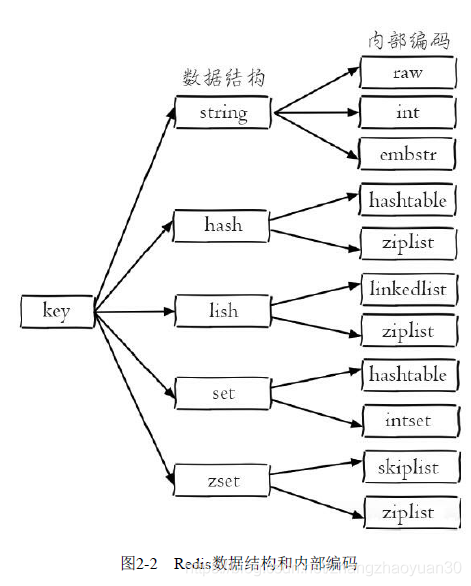 内部编码
数据结构
key
string
raw
int
embstr
hash
hashtable
ziplist
lish
linkedlist
ziplist
set
hashtable
intset
zset
skiplist
ziplist
图2-2 Redis数据结构和内部编码